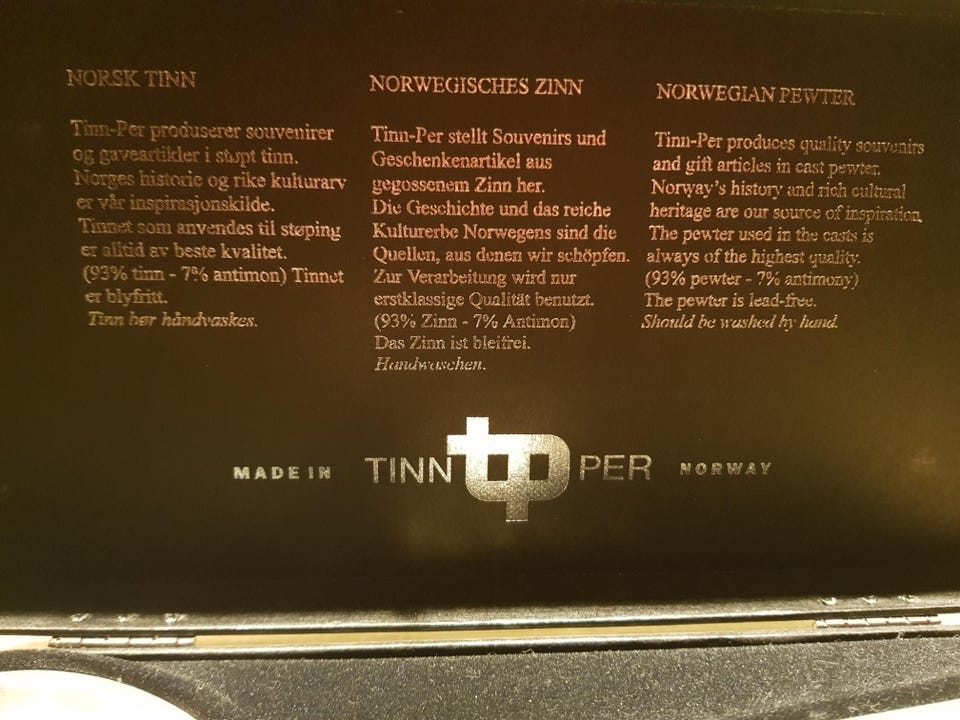 NORSK TINN
Tinn-Per produserer souvenirer
og gaveartikler i støpt tinn.
Norges historie og rike kulturarv
er vår inspirasjonskilde.
Tinnet som anvendes til støping
er alltid av beste kvalitet.
(93% tinn - 7% antimon) Tinnet
er blyfritt.
Tinn bør håndvaskes.
NORWEGISCHES ZINN
Tinn-Per stellt Souvenirs und
Geschenkenartikel aus
gegossenem Zinn her.
Die Geschichte und das reiche
Kulturerbe Norwegens sind die
Quellen, aus denen wir schöpfen.
Zur Verarbeitung wird nur
erstklassige Qualität benutzt.
(93% Zinn - 7% Antimon)
Das Zinn ist bleifrei.
Handwaschen.
NORWEGIAN PEWTER
Tinn-Per produces quality souvenirs
and gift articles in cast pewter.
Norway's history and rich cultural
heritage are our source of inspiration.
The pewter used in the casts is
always of the highest quality.
(93% pewter - 7% antimony)
The pewter is lead-free.
Should be washed by hand.
MADE IN TINN tp PER NORWAY